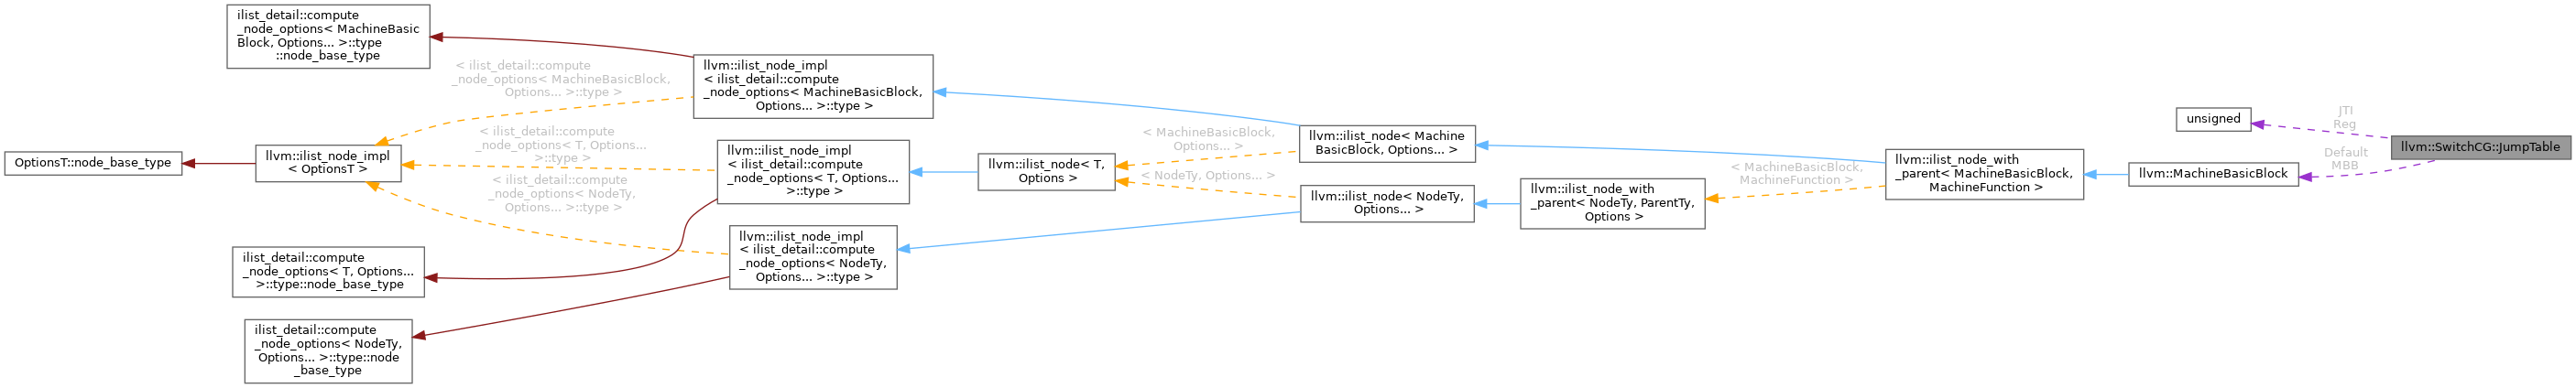 ilist_detail::compute
_node_options< MachineBasic
Block, Options... >::type
::node_base_type
llvm::ilist_node_impl
< ilist_detail::compute
_node_options< MachineBasicBlock,
Options... >::type >
< ilist_detail::compute
_node_options< MachineBasicBlock,
Options... >::type >
OptionsT::node_base_type
llvm::ilist_node_impl
< OptionsT >
< ilist_detail::compute
_node_options< T, Options...
>::type >
llvm::ilist_node_impl
< ilist_detail::compute
_node_options< T, Options...
>::type >
< ilist_detail::compute
_node_options< NodeTy,
Options... >::type >
llvm::ilist_node_impl
< ilist_detail::compute
_node_options< NodeTy,
Options... >::type >
ilist_detail::compute
_node_options< T, Options...
>::type::node_base_type
ilist_detail::compute
_node_options< NodeTy,
Options... >::type::node
_base_type
llvm::ilist_node< T,
Options >
< MachineBasicBlock,
Options... >
< NodeTy, Options... >
llvm::ilist_node< Machine
BasicBlock, Options... >
llvm::ilist_node< NodeTy,
Options... >
llvm::ilist_node_with
_parent< NodeTy, ParentTy,
Options >
< MachineBasicBlock,
MachineFunction >
llvm::ilist_node_with
_parent< MachineBasicBlock,
MachineFunction >
unsigned
llvm::MachineBasicBlock
JTI
Reg
Default
MBB
llvm::SwitchCG::JumpTable